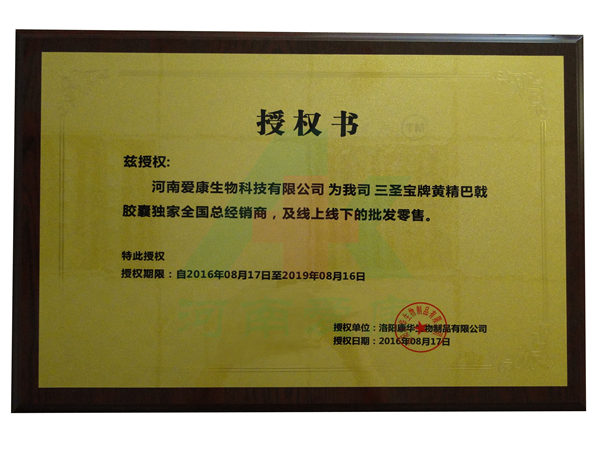 授权书
兹授权:
河南爱康生物科技有限公司 为我司 三圣宝牌黄精巴戟
胶囊独家全国总经销商，及线上线下的批发零售。
特此授权
授权期限：自2016年08月17日至2019年08月16日
授权单位：洛阳康华生物制品有限公司
授权日期：2016年08月17日